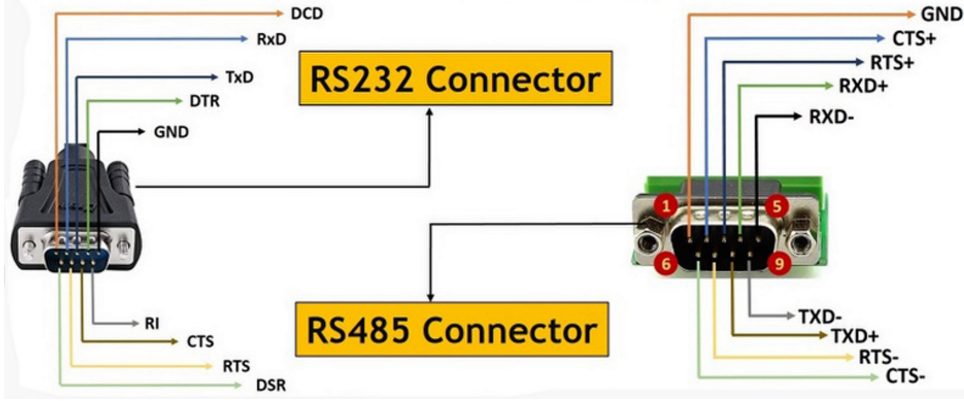 DCD
RxD
TxD
DTR
GND
RS232 Connector
GND
CTS+
RTS+
RXD+
RXD-
1
5
6
9
RS485 Connector
RI
CTS
RTS
DSR
TXD-
TXD+
RTS-
CTS-